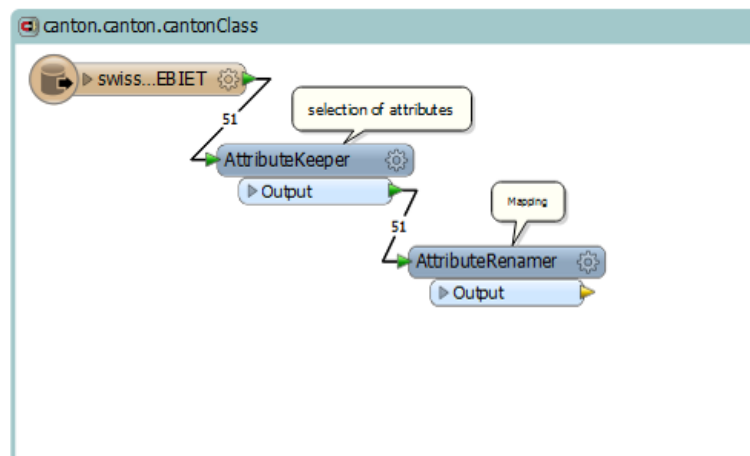 canton.canton.cantonClass
swiss...EBIET
51
selection of attributes
AttributeKeeper
Output
51
Mapping
AttributeRenamer
Output